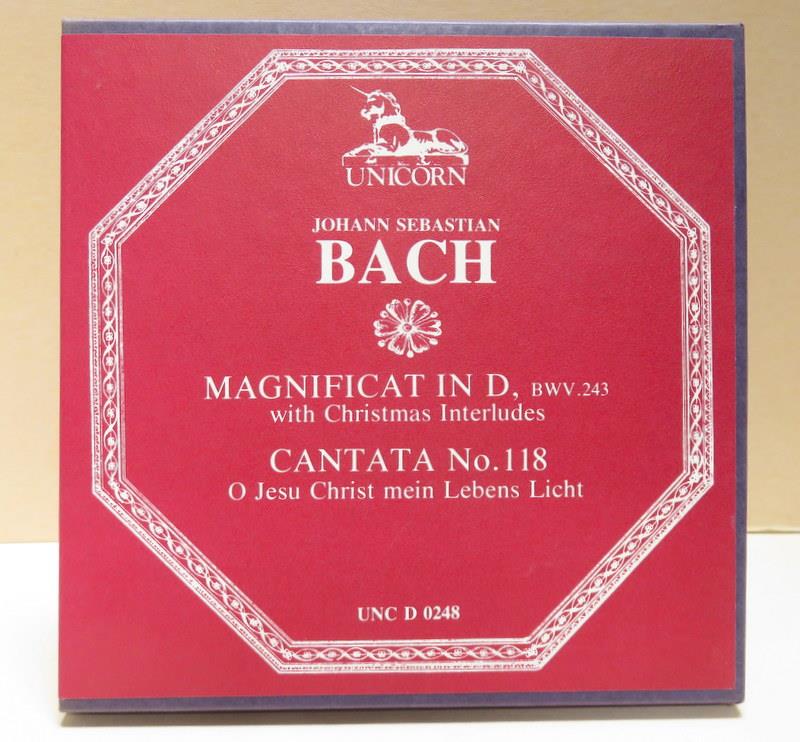 UNICORN
JOHANN SEBASTIAN
BACH
MAGNIFICAT IN D, BWV.243
with Christmas Interludes
CANTATA No.118
O Jesu Christ mein Lebens Licht
UNC D 0248